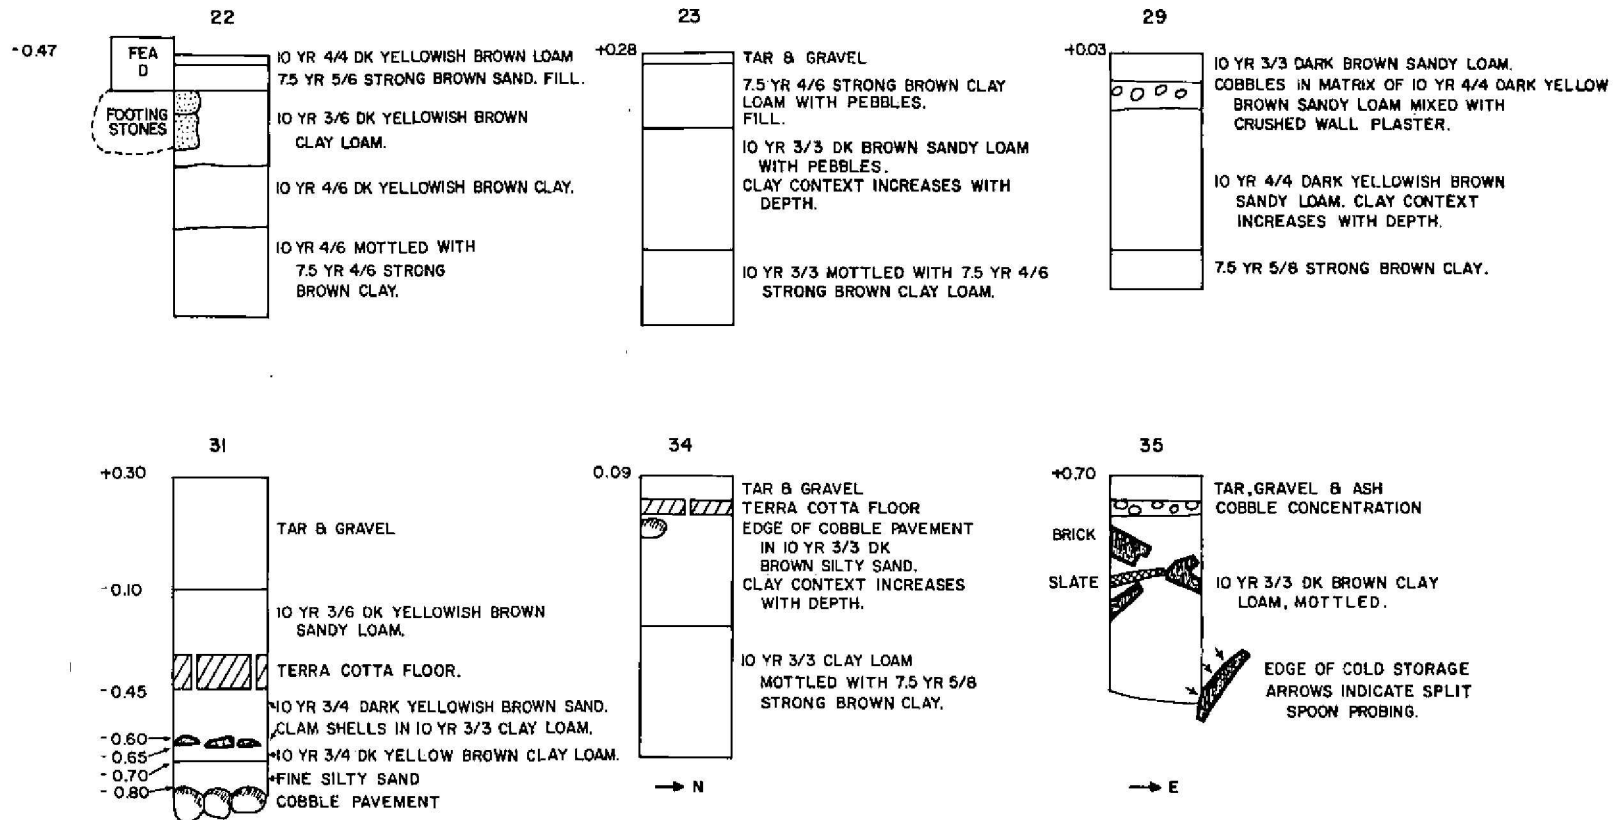 22
-0.47
FEA
D
10 YR 4/4 DK YELLOWISH BROWN LOAM
7.5 YR 5/6 STRONG BROWN SAND. FILL.
FOOTING
STONES
10 YR 3/6 DK YELLOWISH BROWN
CLAY LOAM.
10 YR 4/6 DK YELLOWISH BROWN CLAY.
10 YR 4/6 MOTTLED WITH
7.5 YR 4/6 STRONG
BROWN CLAY.
23
+0.28
TAR & GRAVEL
7.5 YR 4/6 STRONG BROWN CLAY
LOAM WITH PEBBLES.
FILL.
10 YR 3/3 DK BROWN SANDY LOAM
WITH PEBBLES.
CLAY CONTEXT INCREASES WITH
DEPTH.
10 YR 3/3 MOTTLED WITH 7.5 YR 4/6
STRONG BROWN CLAY LOAM.
29
+0.03
10 YR 3/3 DARK BROWN SANDY LOAM.
COBBLES IN MATRIX OF 10 YR 4/4 DARK YELLOW
BROWN SANDY LOAM MIXED WITH
CRUSHED WALL PLASTER.
10 YR 4/4 DARK YELLOWISH BROWN
SANDY LOAM. CLAY CONTEXT
INCREASES WITH DEPTH.
7.5 YR 5/8 STRONG BROWN CLAY.
31
+0.30
TAR & GRAVEL
-0.10
10 YR 3/6 DK YELLOWISH BROWN
SANDY LOAM.
TERRA COTTA FLOOR.
-0.45
10 YR 3/4 DARK YELLOWISH BROWN SAND.
CLAM SHELLS IN 10 YR 3/3 CLAY LOAM.
-0.60
-0.65
10 YR 3/4 DK YELLOW BROWN CLAY LOAM.
-0.70
FINE SILTY SAND
-0.80
COBBLE PAVEMENT
34
0.09
TAR & GRAVEL
TERRA COTTA FLOOR
EDGE OF COBBLE PAVEMENT
IN 10 YR 3/3 DK
BROWN SILTY SAND.
CLAY CONTEXT INCREASES
WITH DEPTH.
10 YR 3/3 CLAY LOAM
MOTTLED WITH 7.5 YR 5/8
STRONG BROWN CLAY.
N
35
+0.70
TAR, GRAVEL & ASH
COBBLE CONCENTRATION
BRICK
SLATE
10 YR 3/3 DK BROWN CLAY
LOAM, MOTTLED.
EDGE OF COLD STORAGE
ARROWS INDICATE SPLIT
SPOON PROBING.
E